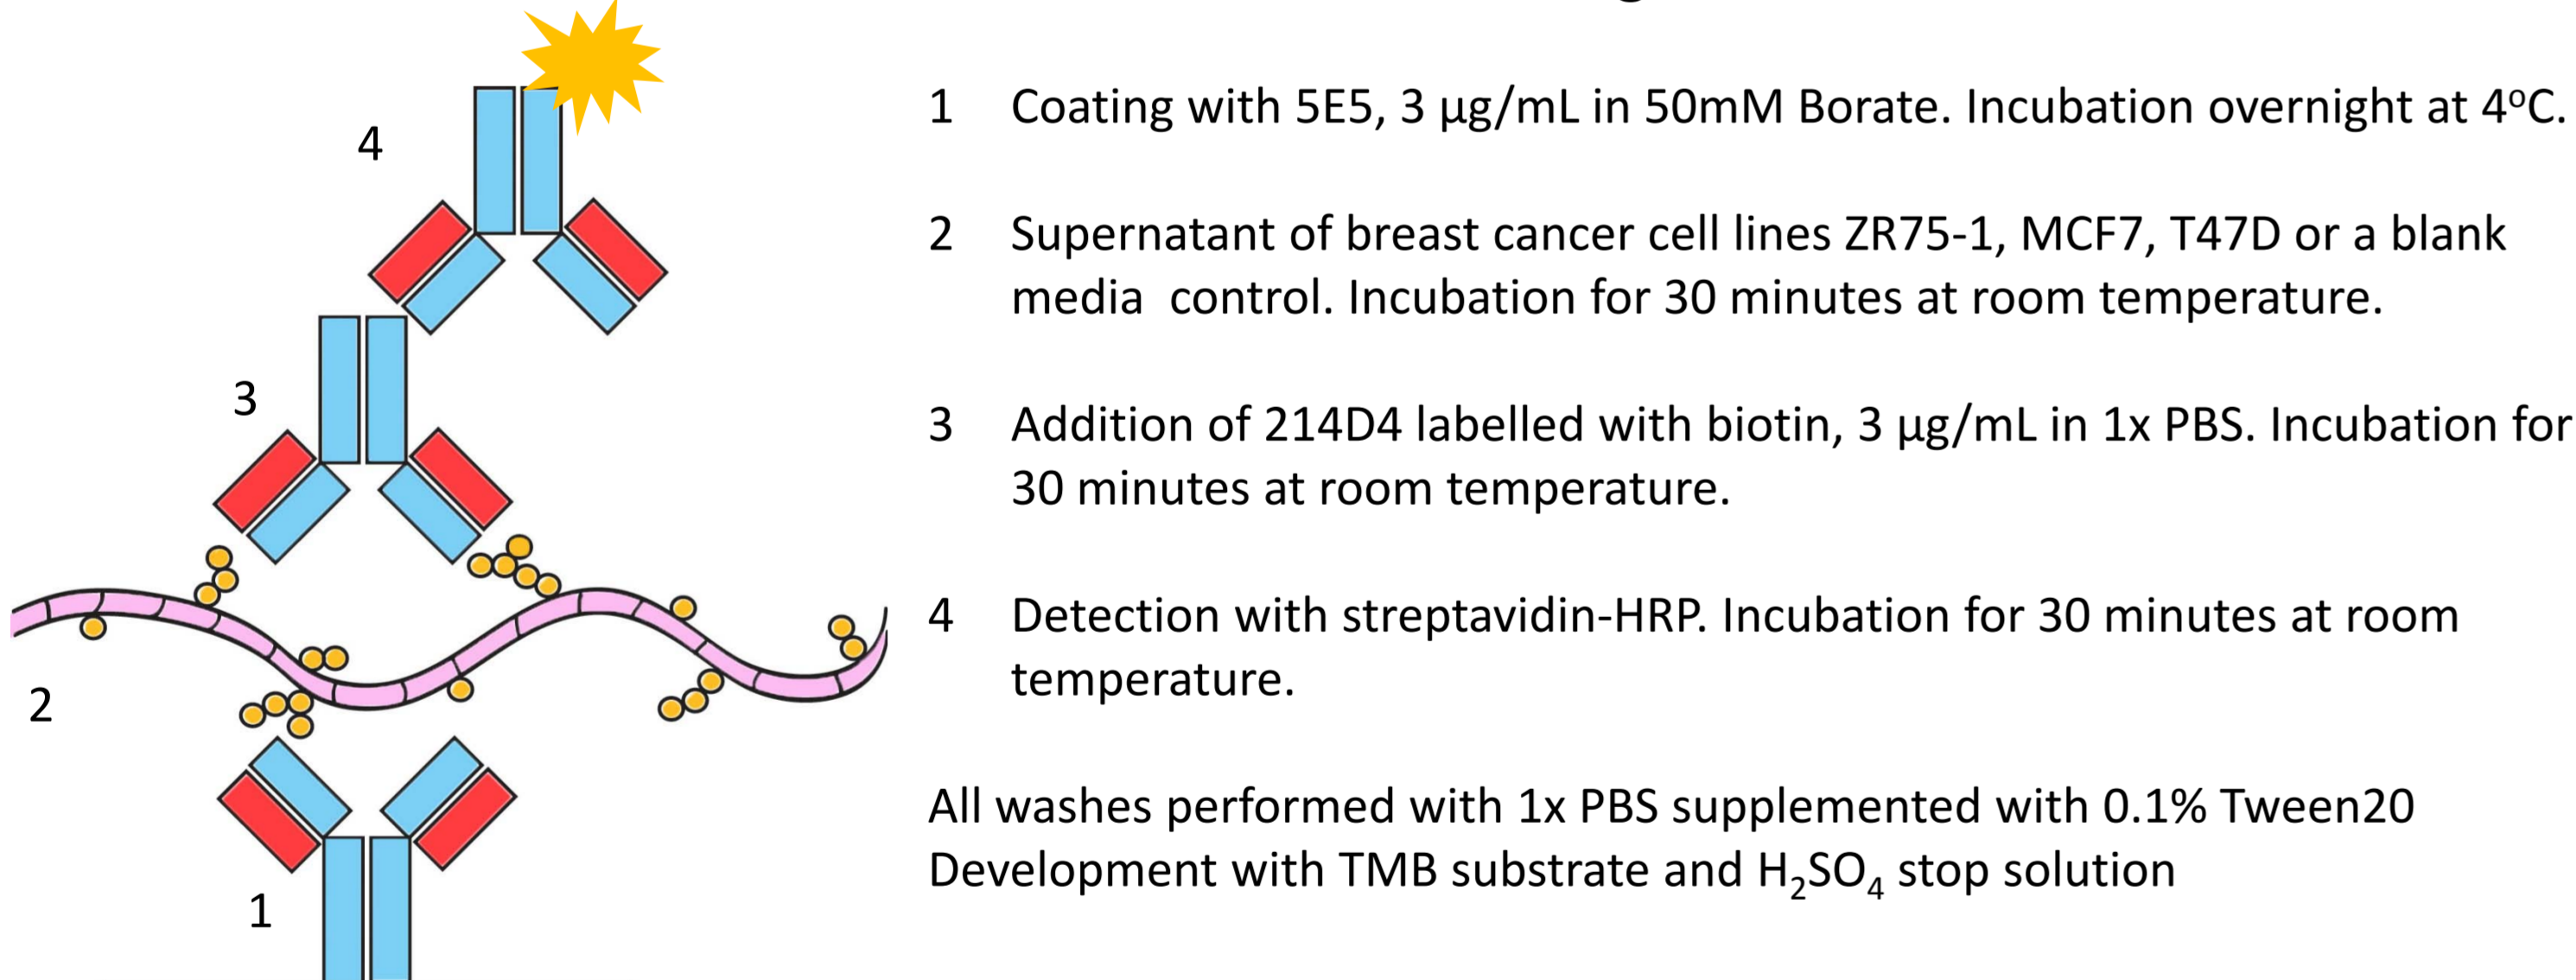 1 Coating with 5E5, 3 µg/mL in 50mM Borate. Incubation overnight at 4ºC.
2 Supernatant of breast cancer cell lines ZR75-1, MCF7, T47D or a blank
media  control. Incubation for 30 minutes at room temperature.
3 Addition of 214D4 labelled with biotin, 3 µg/mL in 1x PBS. Incubation for
30 minutes at room temperature.
4 Detection with streptavidin-HRP. Incubation for 30 minutes at room
temperature.
All washes performed with 1x PBS supplemented with 0.1% Tween20
Development with TMB substrate and H₂SO₄ stop solution
4
3
2
1